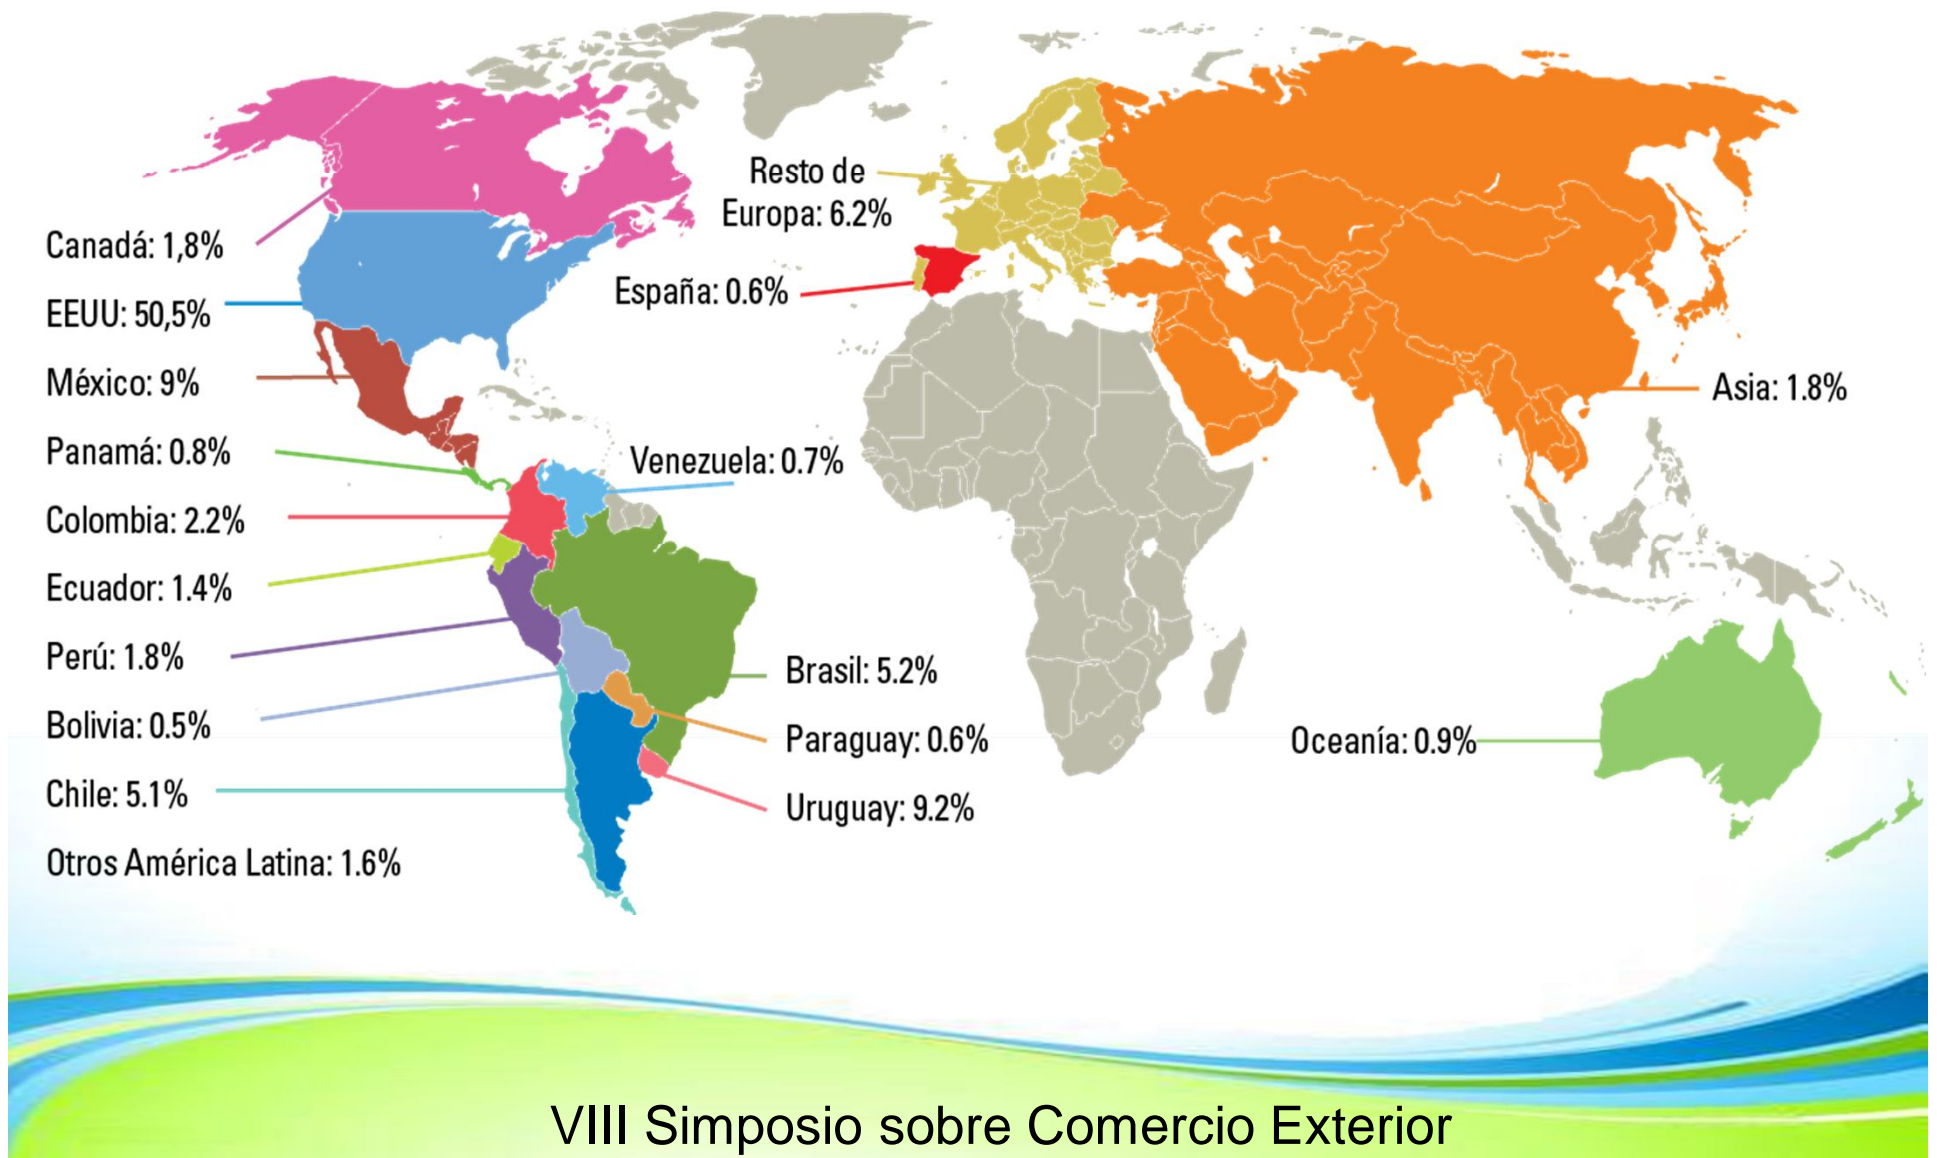 Resto de
Europa: 6.2%
Canadá: 1,8%
España: 0.6%
EEUU: 50,5%
México: 9%
Asia: 1.8%
Panamá: 0.8%
Venezuela: 0.7%
Colombia: 2.2%
Ecuador: 1.4%
Perú: 1.8%
Brasil: 5.2%
Bolivia: 0.5%
Paraguay: 0.6%
Oceanía: 0.9%
Chile: 5.1%
Uruguay: 9.2%
Otros América Latina: 1.6%
VIII Simposio sobre Comercio Exterior